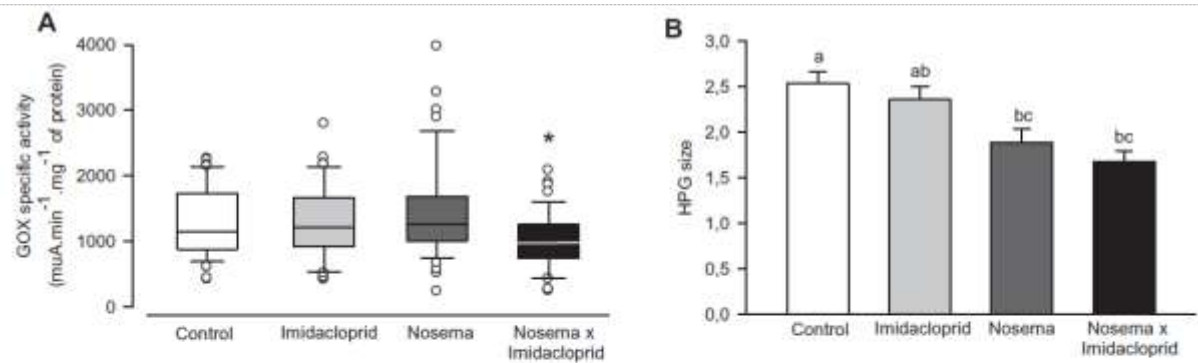 A
GOX specific activity
(muA.min⁻¹.mg⁻¹ of protein)
4000
3000
2000
1000
0
*
Control
Imidacloprid
Nosema
Nosema x
Imidacloprid
B
HPG size
3,0
2,5
2,0
1,5
1,0
0,5
0,0
a
ab
bc
bc
Control
Imidacloprid
Nosema
Nosema x
Imidacloprid